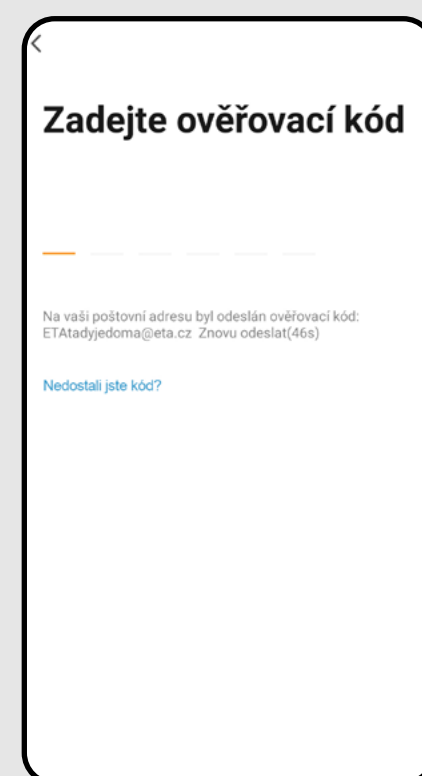 Zadejte ověřovací kód
Na vaši poštovní adresu byl odeslán ověřovací kód:
ETAtadyjedoma@eta.cz Znovu odeslat(46s)
Nedostali jste kód?